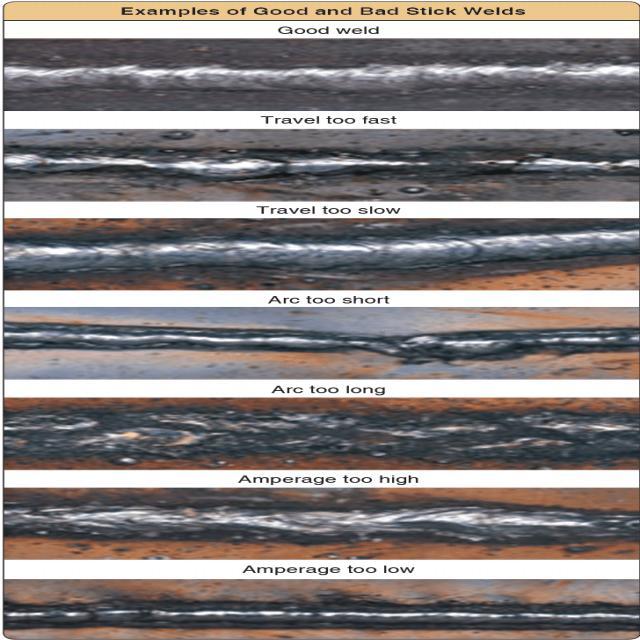 Examples of Good and Bad Stick Welds
Good weld
Travel too fast
Travel too slow
Arc too short
Arc too long
Amperage too high
Amperage too low